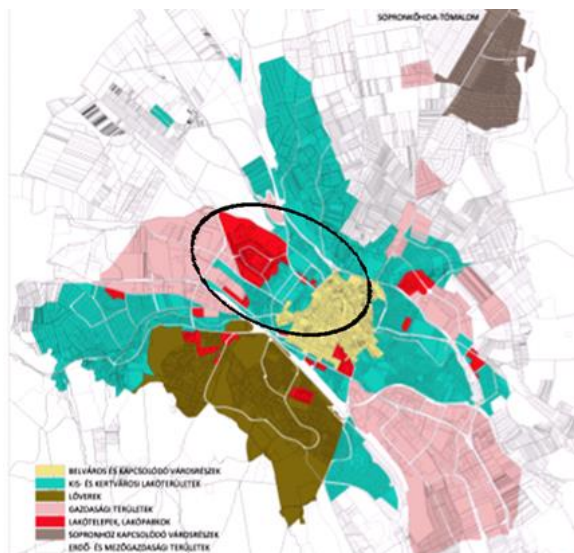 SOPRONKŐHIDA-TÓMALOM
BELVÁROS ÉS KAPCSOLÓDÓ VÁROSRÉSZEK
KIS- ÉS KERTVÁROSI LAKÓTERÜLETEK
LŐVEREK
GAZDASÁGI TERÜLETEK
LAKÓTELEPEK, LAKÓPARKOK
SOPRONHOZ KAPCSOLÓDÓ VÁROSRÉSZEK
ERDŐ- ÉS MEZŐGAZDASÁGI TERÜLETEK